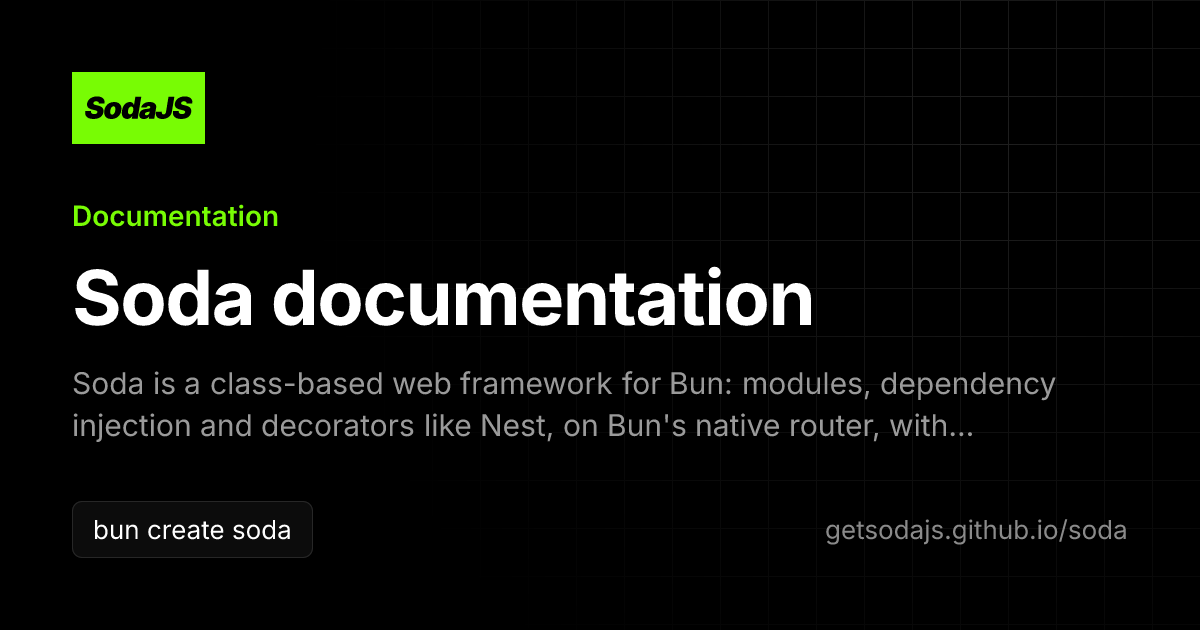 SodaJS
Documentation
Soda documentation
Soda is a class-based web framework for Bun: modules, dependency
injection and decorators like Nest, on Bun's native router, with...
bun create soda
getsodajs.github.io/soda